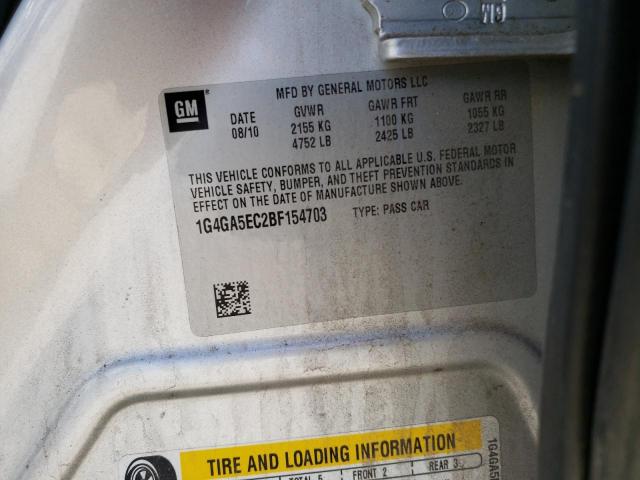 GM
MFD BY GENERAL MOTORS LLC
DATE GVWR GAWR FRT GAWR RR
08/10 2155 KG 1100 KG 1055 KG
4752 LB 2425 LB 2327 LB
THIS VEHICLE CONFORMS TO ALL APPLICABLE U.S. FEDERAL MOTOR
VEHICLE SAFETY, BUMPER, AND THEFT PREVENTION STANDARDS IN
EFFECT ON THE DATE OF MANUFACTURE SHOWN ABOVE.
1G4GA5EC2BF154703 TYPE: PASS CAR
TIRE AND LOADING INFORMATION
TOTAL 5 FRONT 2 REAR 3
1G4GA5